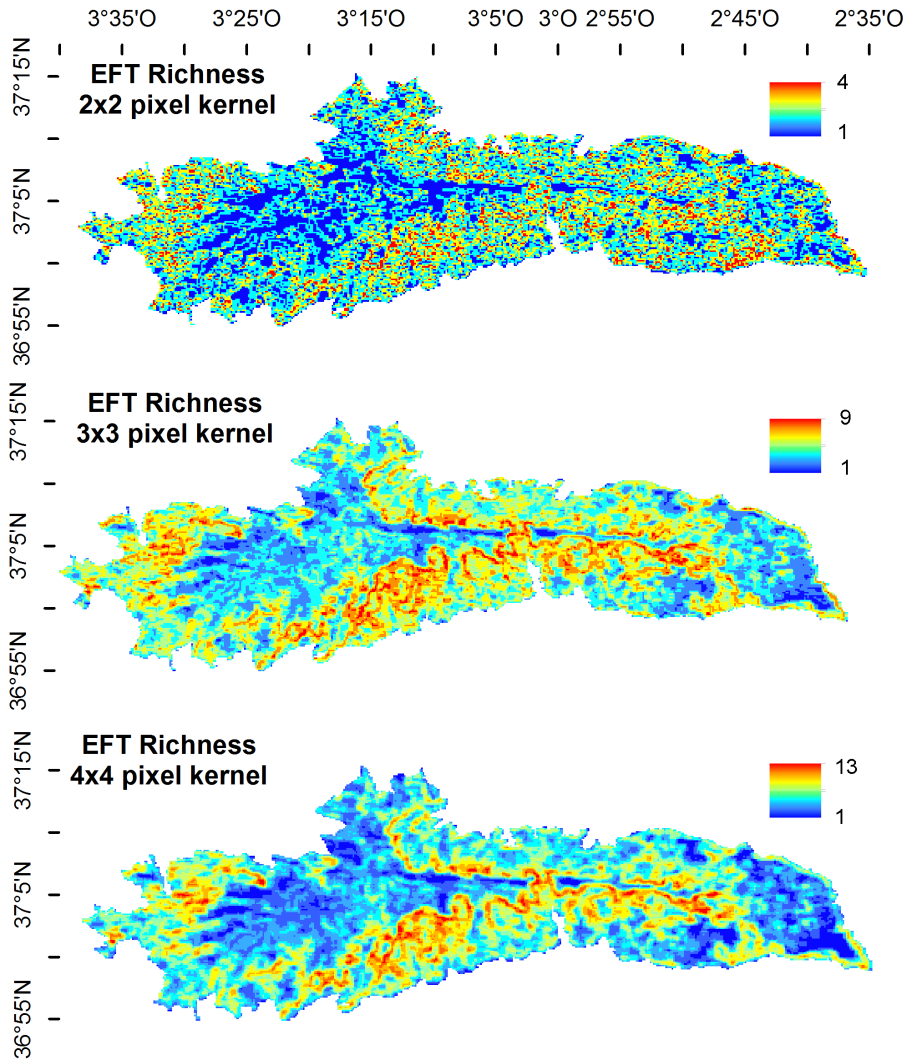 3°35'O 3°25'O 3°15'O 3°5'O 3°O 2°55'O 2°45'O 2°35'O
EFT Richness
2x2 pixel kernel
4
1
37°15'N
37°5'N
36°55'N
EFT Richness
3x3 pixel kernel
9
1
37°15'N
37°5'N
36°55'N
EFT Richness
4x4 pixel kernel
13
1
37°15'N
37°5'N
36°55'N